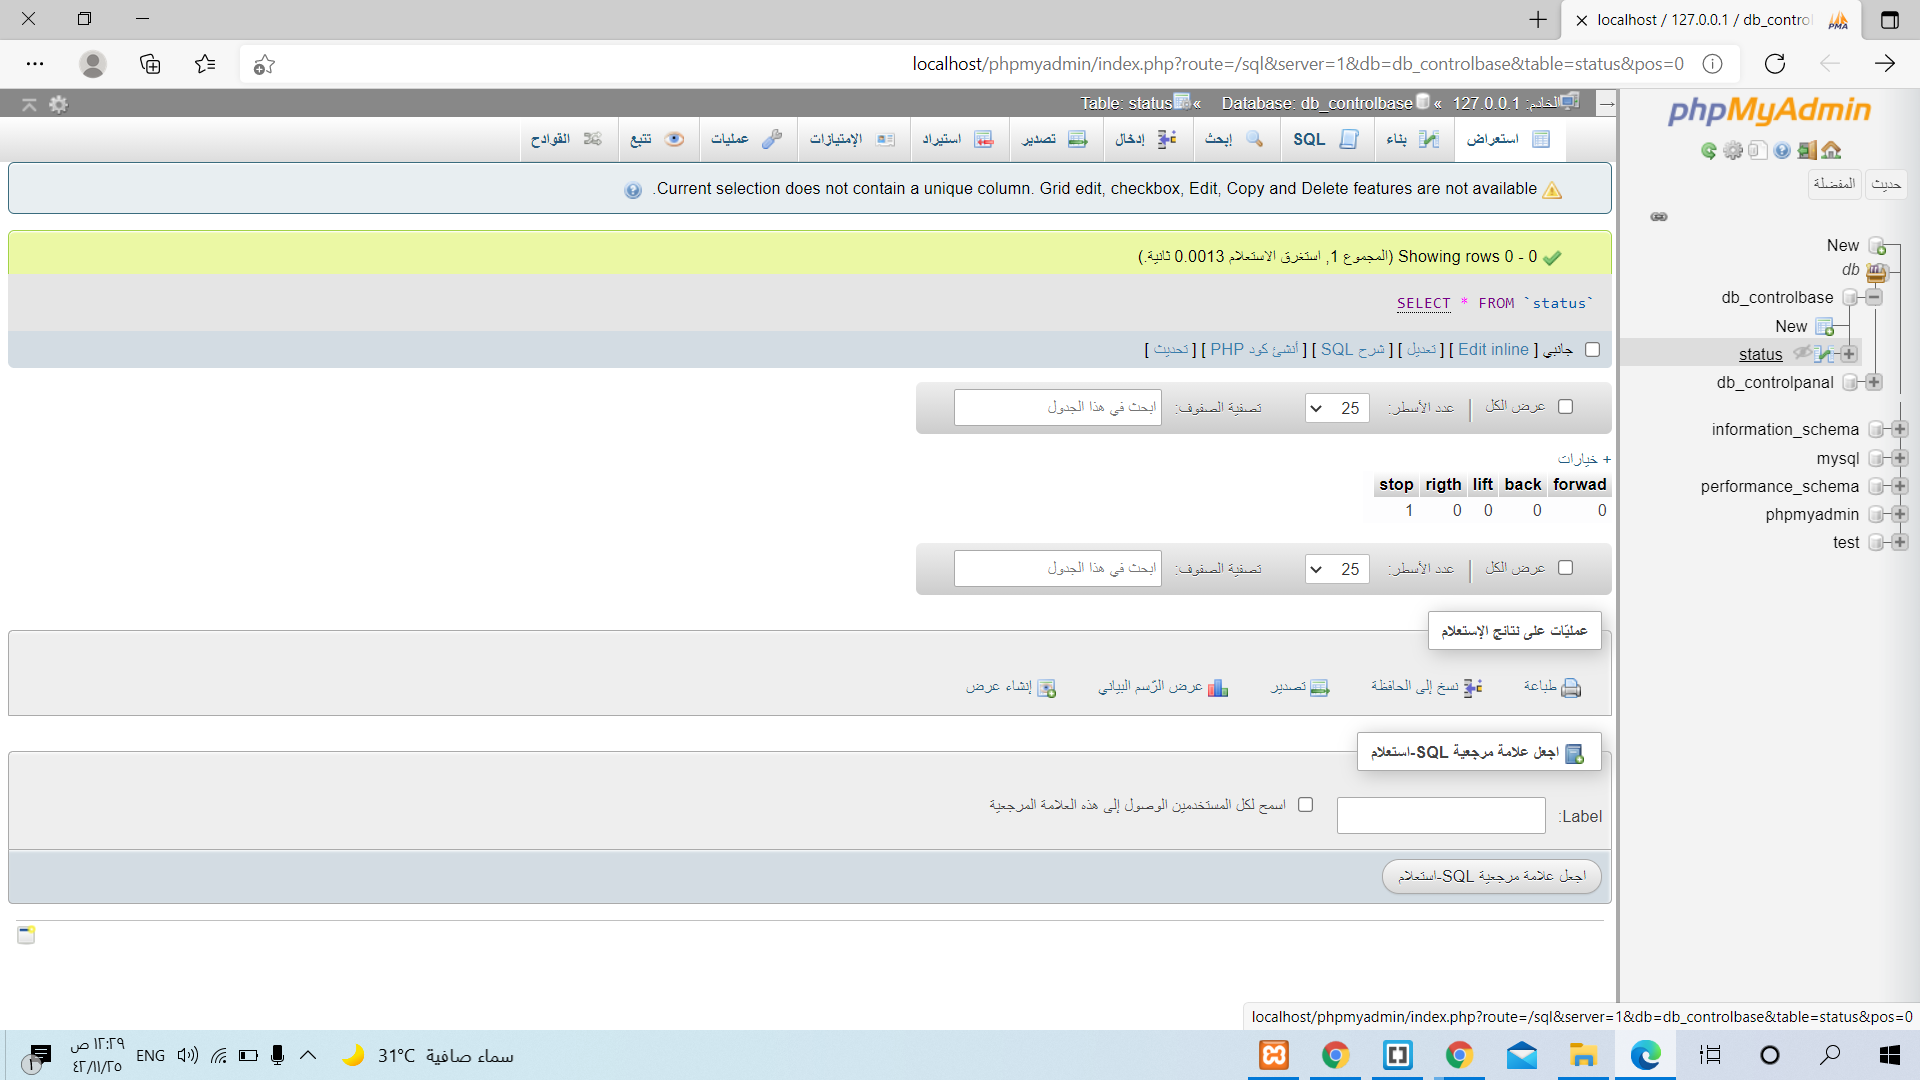 localhost / 127.0.0.1 / db_contro
localhost/phpmyadmin/index.php?route=/sql&server=1&db=db_controlbase&table=status&pos=0
phpMyAdmin
حديث
المفضلة
New
db
db_controlbase
New
status
db_controlpanal
information_schema
mysql
performance_schema
phpmyadmin
test
الخادم: 127.0.0.1 » Database: db_controlbase » Table: status
استعراض
بناء
SQL
إبحث
إدخال
تصدير
استيراد
الإمتيازات
عمليات
تتبع
القوادح
Current selection does not contain a unique column. Grid edit, checkbox, Edit, Copy and Delete features are not available.
Showing rows 0 - 0 (المجموع 1, استغرق الاستعلام 0.0013 ثانية.)
SELECT * FROM `status`
جانبي [ Edit inline ] [ تعديل ] [ شرح SQL ] [ أنشئ كود PHP ] [ تحديث ]
عرض الكل
عدد الأسطر: 25
تصفية الصفوف: ابحث في هذا الجدول
+ خيارات
stop rigth lift back forwad
1 0 0 0 0
عرض الكل
عدد الأسطر: 25
تصفية الصفوف: ابحث في هذا الجدول
عمليّات على نتائج الإستعلام
طباعة
نسخ إلى الحافظة
تصدير
عرض الرّسم البياني
إنشاء عرض
اجعل علامة مرجعية SQL-استعلام
Label:
اسمح لكل المستخدمين الوصول إلى هذه العلامة المرجعية
اجعل علامة مرجعية SQL-استعلام
localhost/phpmyadmin/index.php?route=/sql&server=1&db=db_controlbase&table=status&pos=0
31°C سماء صافية
ENG
١٢:٢٩ ص
٤٢/١١/٢٥
١